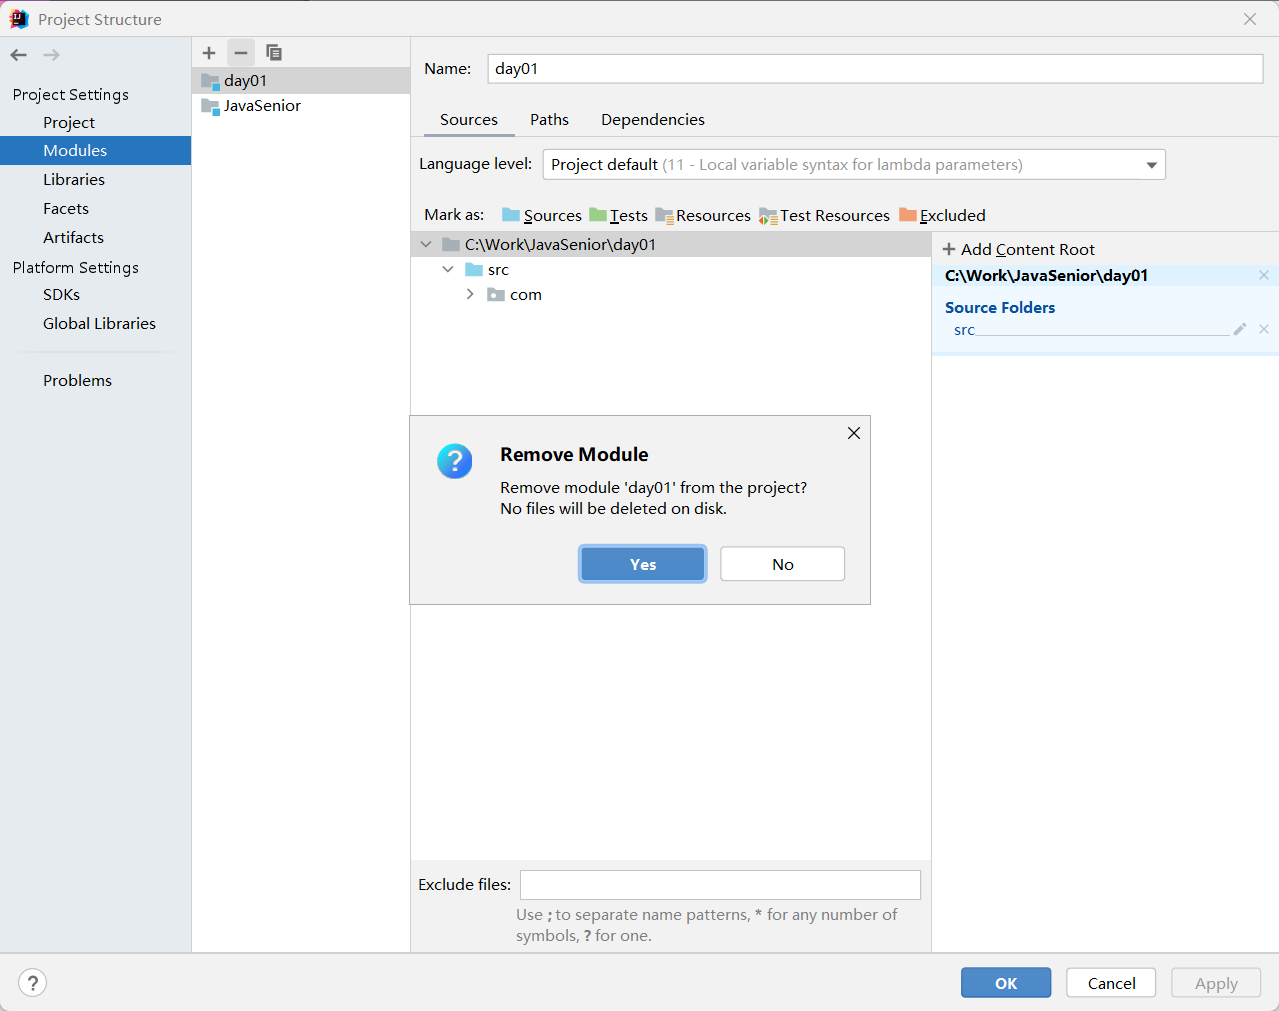 Project Structure
Project Settings
Project
Modules
Libraries
Facets
Artifacts
Platform Settings
SDKs
Global Libraries
Problems
day01
JavaSenior
Name: day01
Sources Paths Dependencies
Language level: Project default (11 - Local variable syntax for lambda parameters)
Mark as: Sources Tests Resources Test Resources Excluded
C:\Work\JavaSenior\day01
src
com
Add Content Root
C:\Work\JavaSenior\day01
Source Folders
src
Remove Module
Remove module 'day01' from the project?
No files will be deleted on disk.
Yes No
Exclude files:
Use ; to separate name patterns, * for any number of
symbols, ? for one.
? OK Cancel Apply